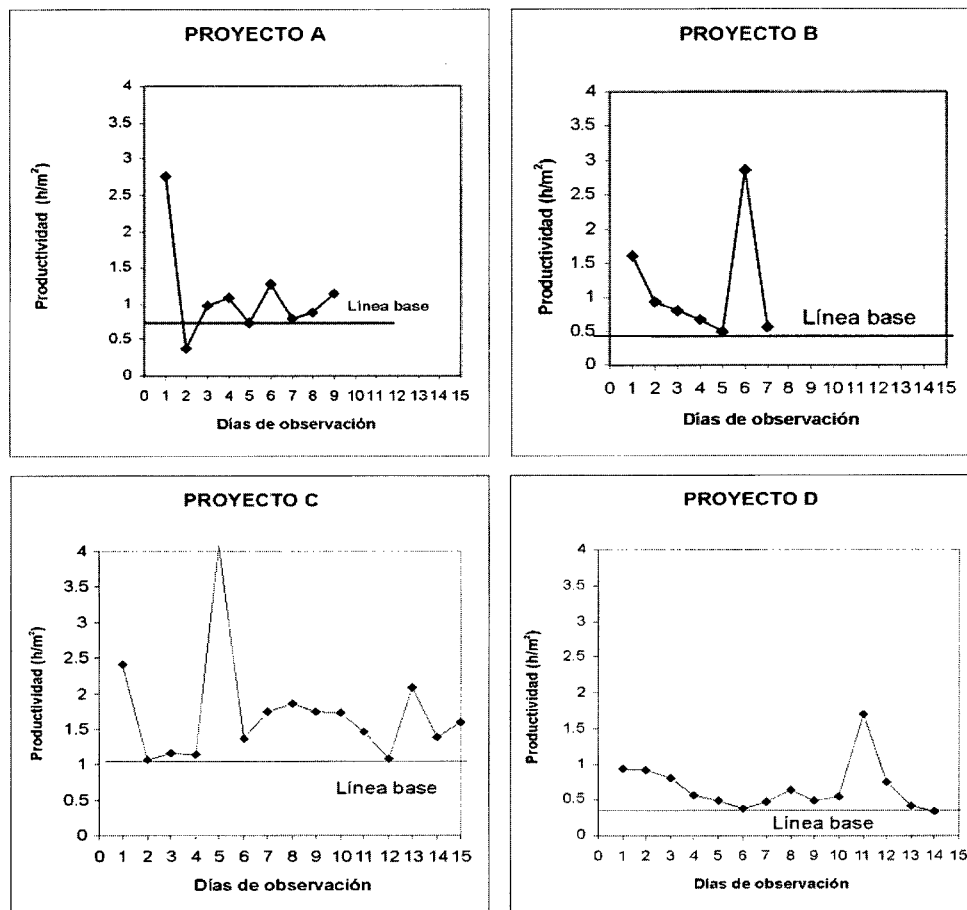 PROYECTO A
Productividad (h/m²)
4
3.5
3
2.5
2
1.5
1
0.5
0
Línea base
0 1 2 3 4 5 6 7 8 9 10 11 12 13 14 15
Días de observación
PROYECTO B
Productividad (h/m²)
4
3.5
3
2.5
2
1.5
1
0.5
0
Línea base
0 1 2 3 4 5 6 7 8 9 10 11 12 13 14 15
Días de observación
PROYECTO C
Productividad (h/m²)
4
3.5
3
2.5
2
1.5
1
0.5
0
Línea base
0 1 2 3 4 5 6 7 8 9 10 11 12 13 14 15
Días de observación
PROYECTO D
Productividad (h/m²)
4
3.5
3
2.5
2
1.5
1
0.5
0
Línea base
0 1 2 3 4 5 6 7 8 9 10 11 12 13 14 15
Días de observación